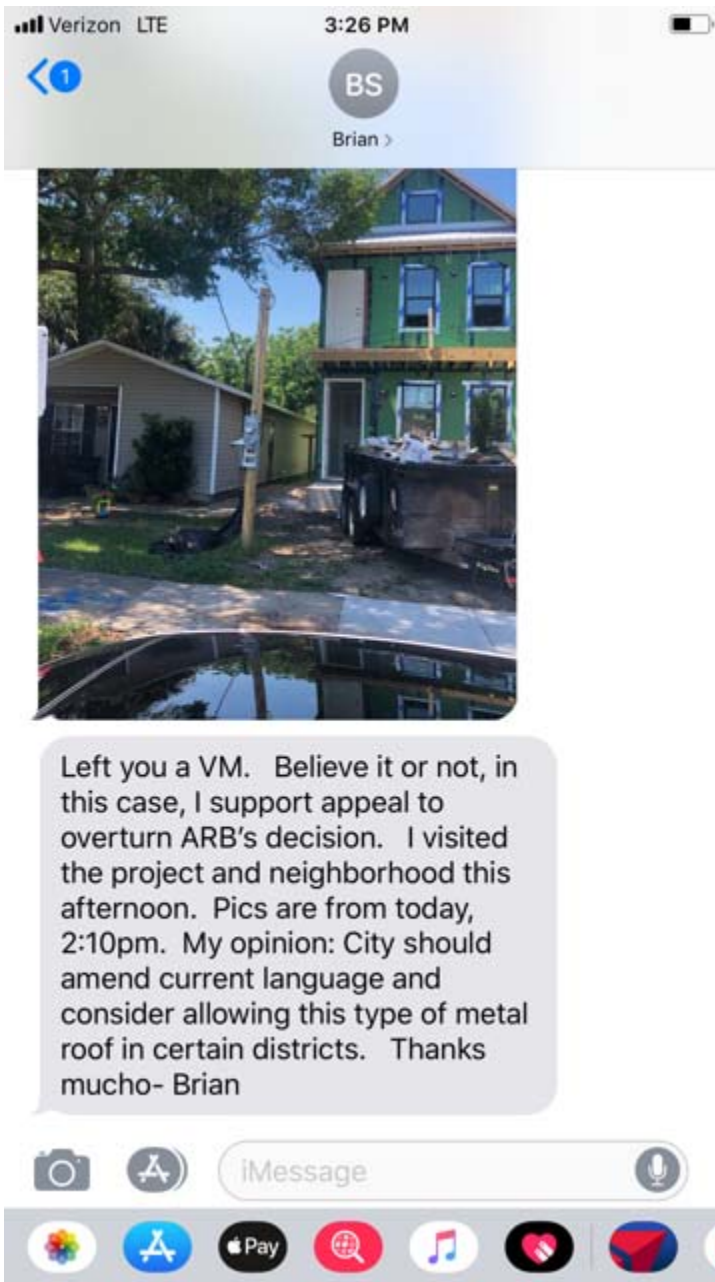 Verizon LTE
3:26 PM
1
BS
Brian
Left you a VM.   Believe it or not, in
this case, I support appeal to
overturn ARB's decision.   I visited
the project and neighborhood this
afternoon.  Pics are from today,
2:10pm.  My opinion: City should
amend current language and
consider allowing this type of metal
roof in certain districts.   Thanks
mucho- Brian
iMessage
Pay